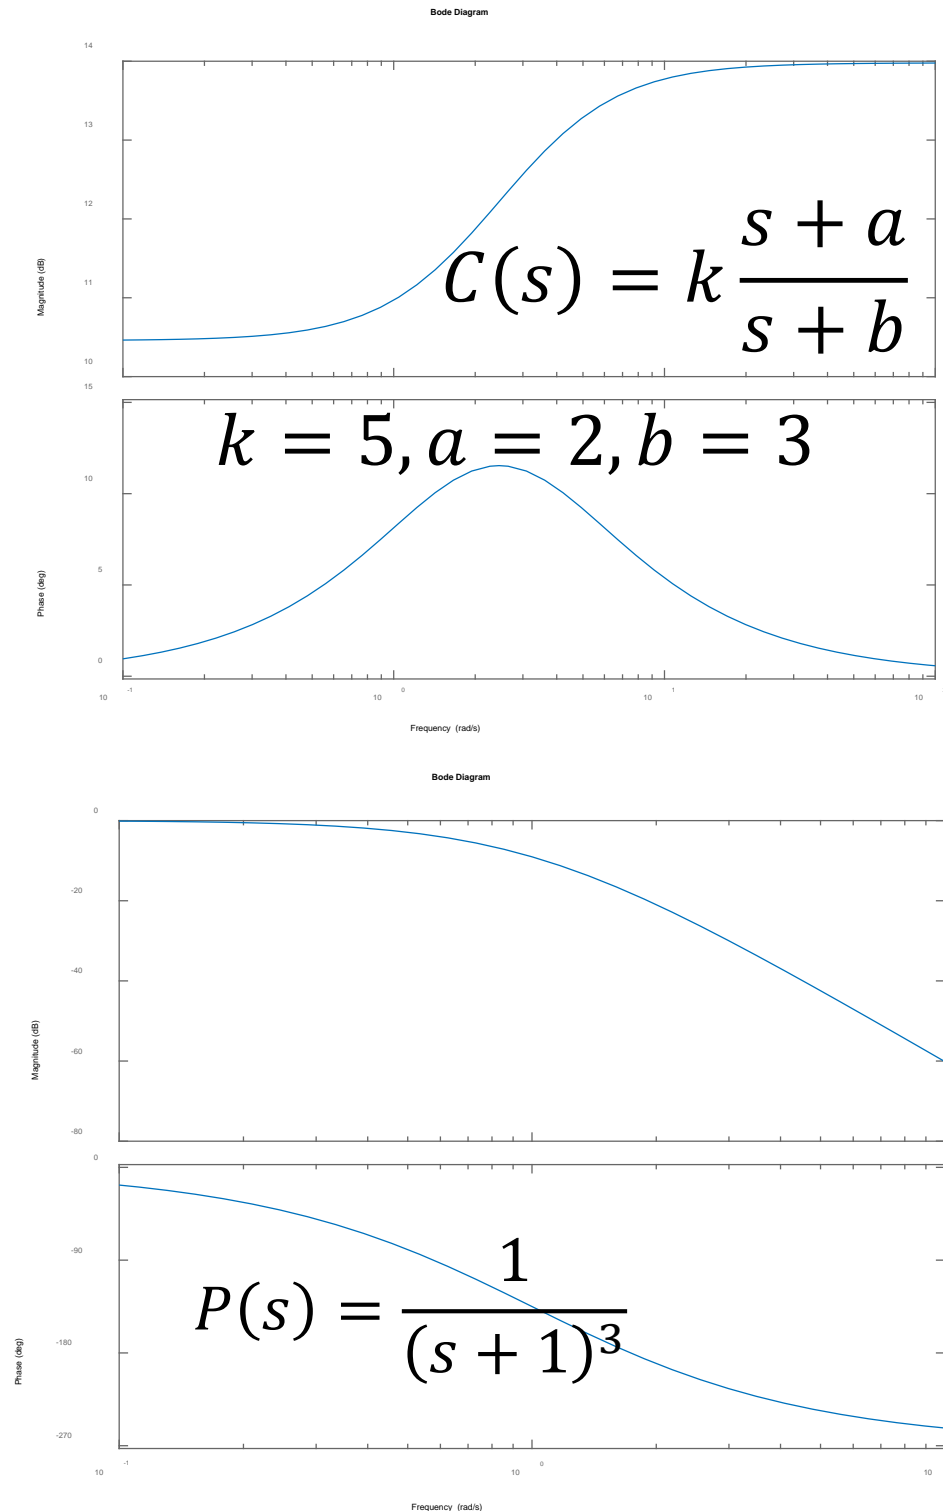 Bode Diagram
14
13
12
11
10
Magnitude (dB)
C(s) = k \frac{s + a}{s + b}
15
10
5
0
Phase (deg)
k = 5, a = 2, b = 3
10^{-1} 10^{0} 10^{1} 10
Frequency (rad/s)
Bode Diagram
0
-20
-40
-60
-80
Magnitude (dB)
0
-90
-180
-270
Phase (deg)
P(s) = \frac{1}{(s + 1)^3}
10^{-1} 10^{0} 10
Frequency (rad/s)